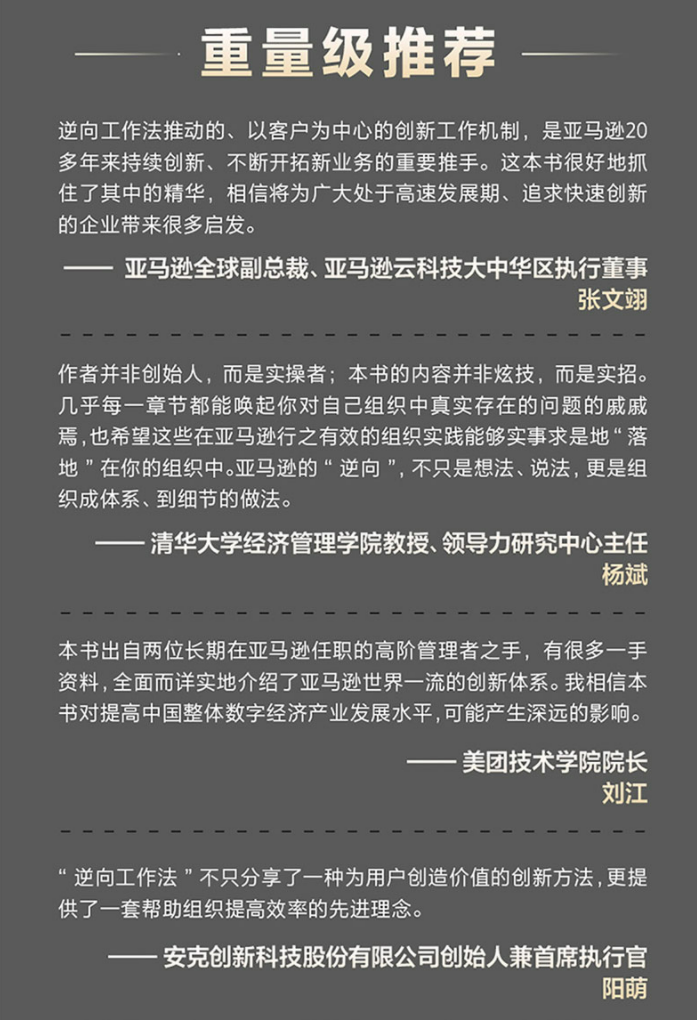 重量级推荐
逆向工作法推动的、以客户为中心的创新工作机制，是亚马逊20
多年来持续创新、不断开拓新业务的重要推手。这本书很好地抓
住了其中的精华，相信将为广大处于高速发展期、追求快速创新
的企业带来很多启发。
—— 亚马逊全球副总裁、亚马逊云科技大中华区执行董事
张文翊
作者并非创始人，而是实操者；本书的内容并非炫技，而是实招。
几乎每一章节都能唤起你对自己组织中真实存在的问题的戚戚
焉，也希望这些在亚马逊行之有效的组织实践能够实事求是地“落
地”在你的组织中。亚马逊的“逆向”，不只是想法、说法，更是组
织成体系、到细节的做法。
—— 清华大学经济管理学院教授、领导力研究中心主任
杨斌
本书出自两位长期在亚马逊任职的高阶管理者之手，有很多一手
资料，全面而详实地介绍了亚马逊世界一流的创新体系。我相信本
书对提高中国整体数字经济产业发展水平，可能产生深远的影响。
—— 美团技术学院院长
刘江
“逆向工作法”不只分享了一种为用户创造价值的创新方法，更提
供了一套帮助组织提高效率的先进理念。
—— 安克创新科技股份有限公司创始人兼首席执行官
阳萌